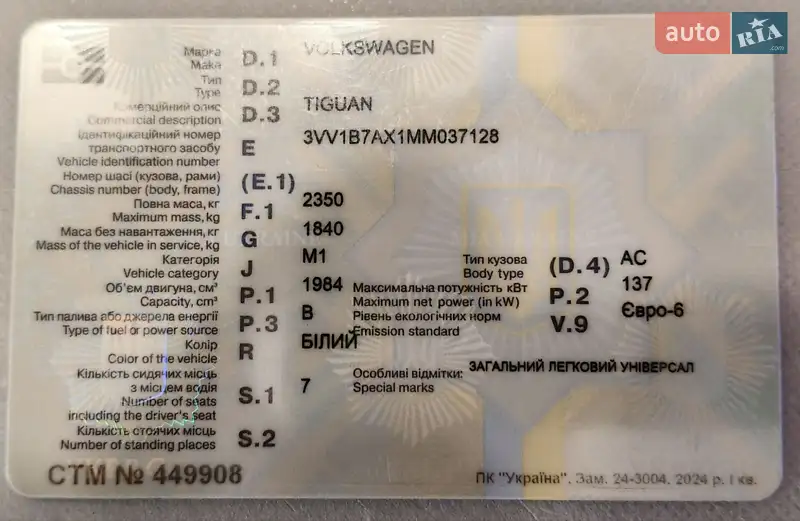 auto RIA.com
Марка D.1 VOLKSWAGEN
Make
Тип D.2
Type
Комерційний опис D.3 TIGUAN
Commercial description
Ідентифікаційний номер
транспортного засобу E 3VV1B7AX1MM037128
Vehicle identification number
Номер шасі (кузова, рами) (E.1)
Chassis number (body, frame)
Повна маса, кг F.1 2350
Maximum mass, kg
Маса без навантаження, кг G 1840
Mass of the vehicle in service, kg
Категорія J M1 Тип кузова (D.4) АС
Vehicle category Body type
Об'єм двигуна, см³ P.1 1984 Максимальна потужність кВт P.2 137
Capacity, cm³ Maximum net power (in kW)
Тип палива або джерела енергії P.3 B Рівень екологічних норм V.9 Євро-6
Type of fuel or power source Emission standard
Колір R БІЛИЙ
Color of the vehicle
Кількість сидячих місць Особливі відмітки: ЗАГАЛЬНИЙ ЛЕГКОВИЙ УНІВЕРСАЛ
з місцем водія S.1 7 Special marks
Number of seats
including the driver's seat
Кількість стоячих місць S.2
Number of standing places
СТМ № 449908
ПК "Україна". Зам. 24-3004. 2024 р. І кв.